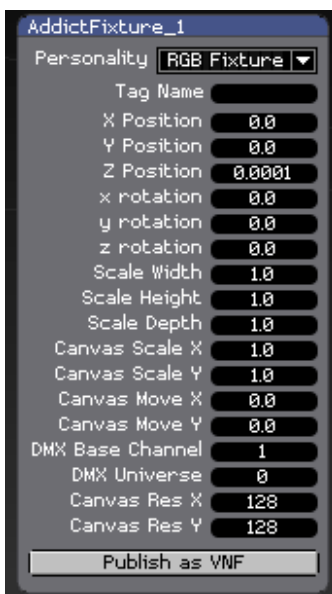 AddictFixture_1
Personality RGB Fixture
Tag Name
X Position 0.0
Y Position 0.0
Z Position 0.0001
x rotation 0.0
y rotation 0.0
z rotation 0.0
Scale Width 1.0
Scale Height 1.0
Scale Depth 1.0
Canvas Scale X 1.0
Canvas Scale Y 1.0
Canvas Move X 0.0
Canvas Move Y 0.0
DMX Base Channel 1
DMX Universe 0
Canvas Res X 128
Canvas Res Y 128
Publish as VNF